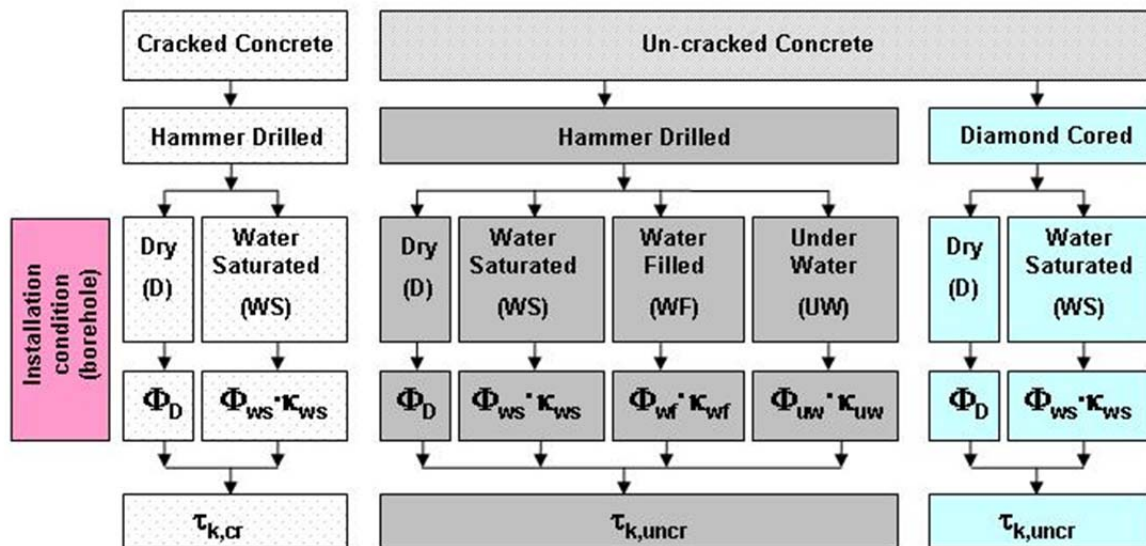 Cracked Concrete
Un-cracked Concrete
Hammer Drilled
Hammer Drilled
Diamond Cored
Installation
condition
(borehole)
Dry
(D)
Water
Saturated
(WS)
Dry
(D)
Water
Saturated
(WS)
Water
Filled
(WF)
Under
Water
(UW)
Dry
(D)
Water
Saturated
(WS)
ΦD
Φws·κws
ΦD
Φws·κws
Φwf·κwf
Φuw·κuw
ΦD
Φws·κws
τk,cr
τk,uncr
τk,uncr